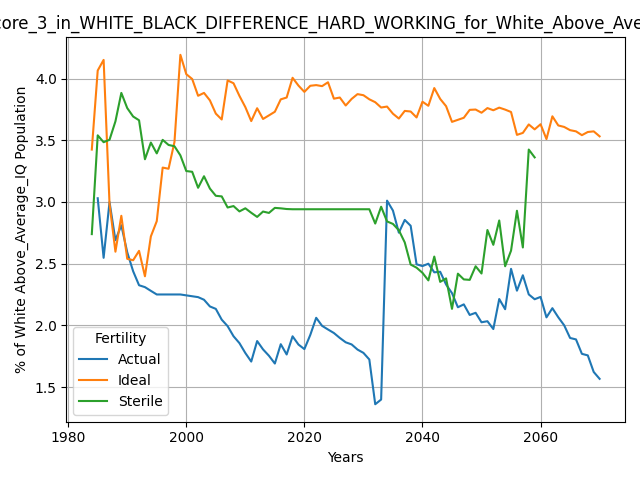 core_3_in_WHITE_BLACK_DIFFERENCE_HARD_WORKING_for_White_Above_Ave
% of White Above_Average_IQ Population
4.0
3.5
3.0
2.5
2.0
1.5
Fertility
Actual
Ideal
Sterile
1980
2000
2020
2040
2060
Years